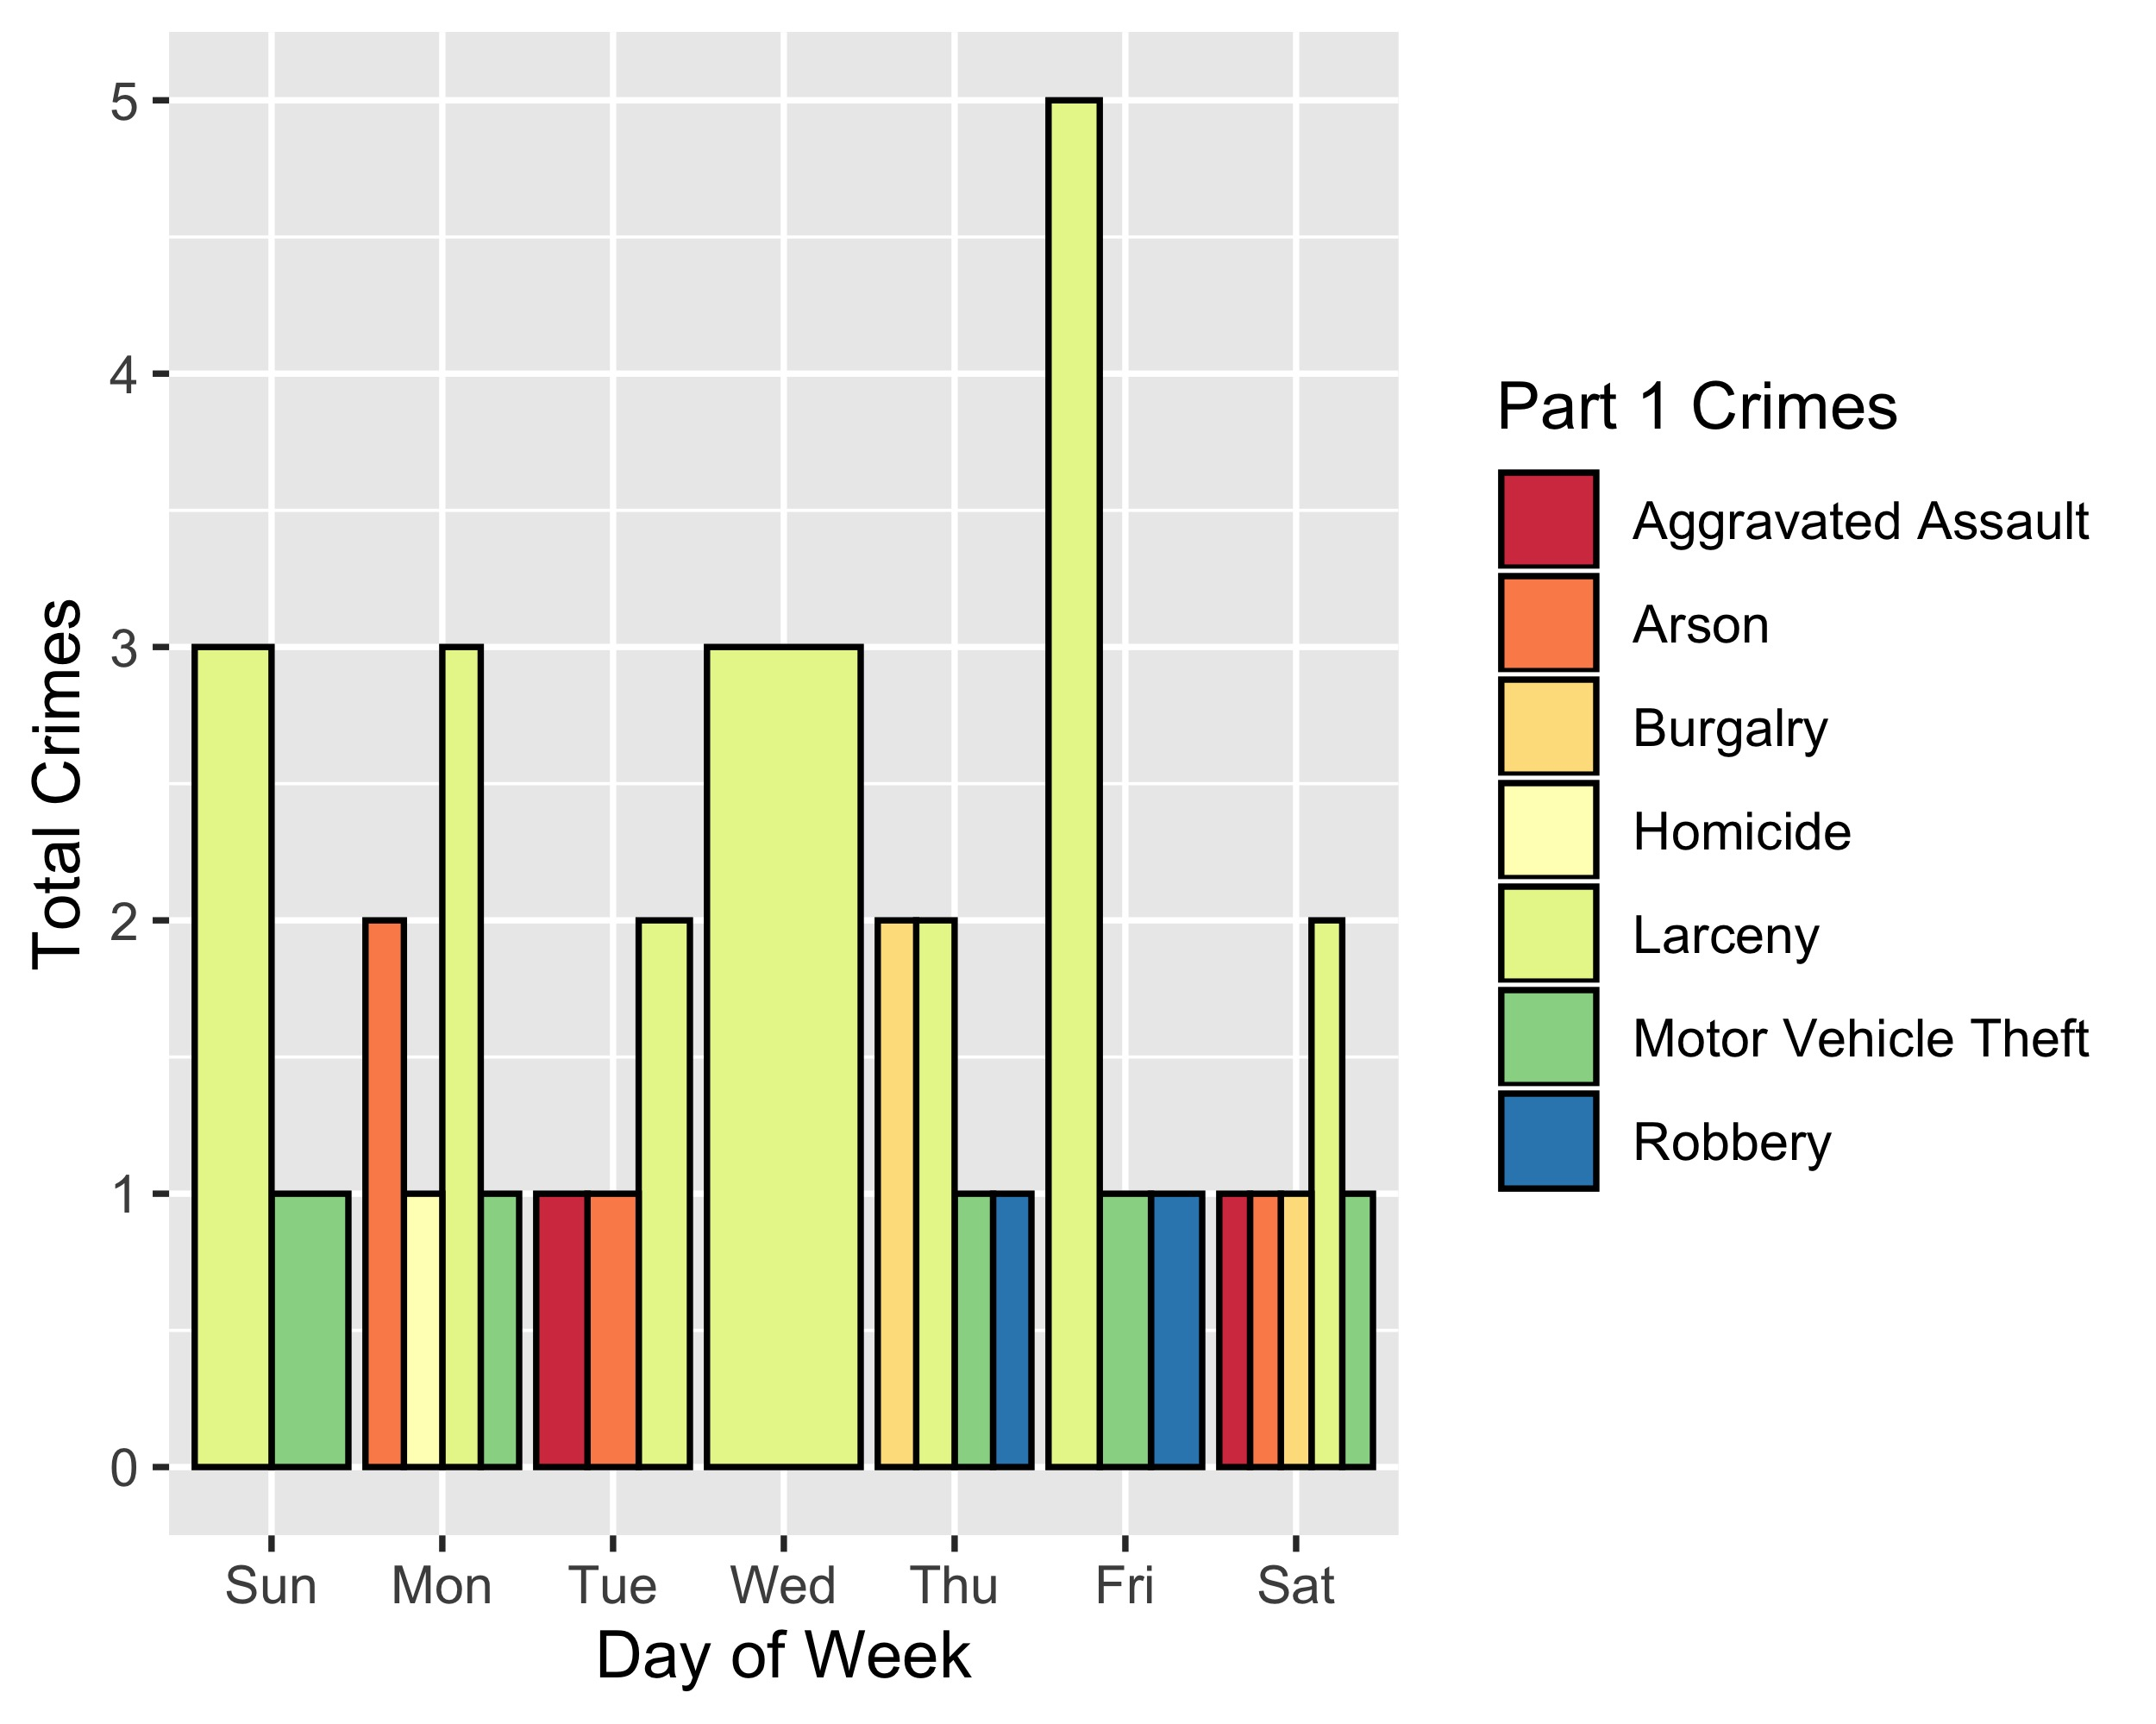 5
4
3
2
1
0
Total Crimes
Sun Mon Tue Wed Thu Fri Sat
Day of Week
Part 1 Crimes
Aggravated Assault
Arson
Burgalry
Homicide
Larceny
Motor Vehicle Theft
Robbery